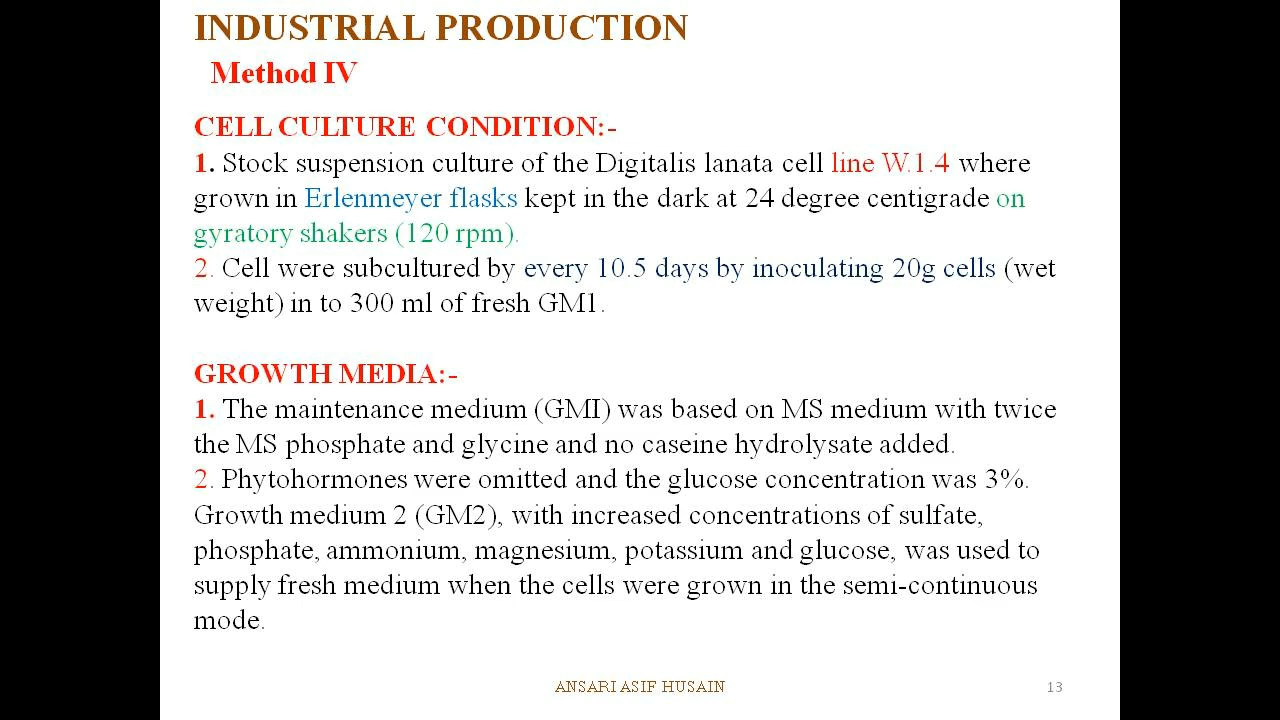 INDUSTRIAL PRODUCTION
Method IV
CELL CULTURE CONDITION:-
1. Stock suspension culture of the Digitalis lanata cell line W.1.4 where
grown in Erlenmeyer flasks kept in the dark at 24 degree centigrade on
gyratory shakers (120 rpm).
2. Cell were subcultured by every 10.5 days by inoculating 20g cells (wet
weight) in to 300 ml of fresh GM1.
GROWTH MEDIA:-
1. The maintenance medium (GMI) was based on MS medium with twice
the MS phosphate and glycine and no caseine hydrolysate added.
2. Phytohormones were omitted and the glucose concentration was 3%.
Growth medium 2 (GM2), with increased concentrations of sulfate,
phosphate, ammonium, magnesium, potassium and glucose, was used to
supply fresh medium when the cells were grown in the semi-continuous
mode.
ANSARI ASIF HUSAIN
13